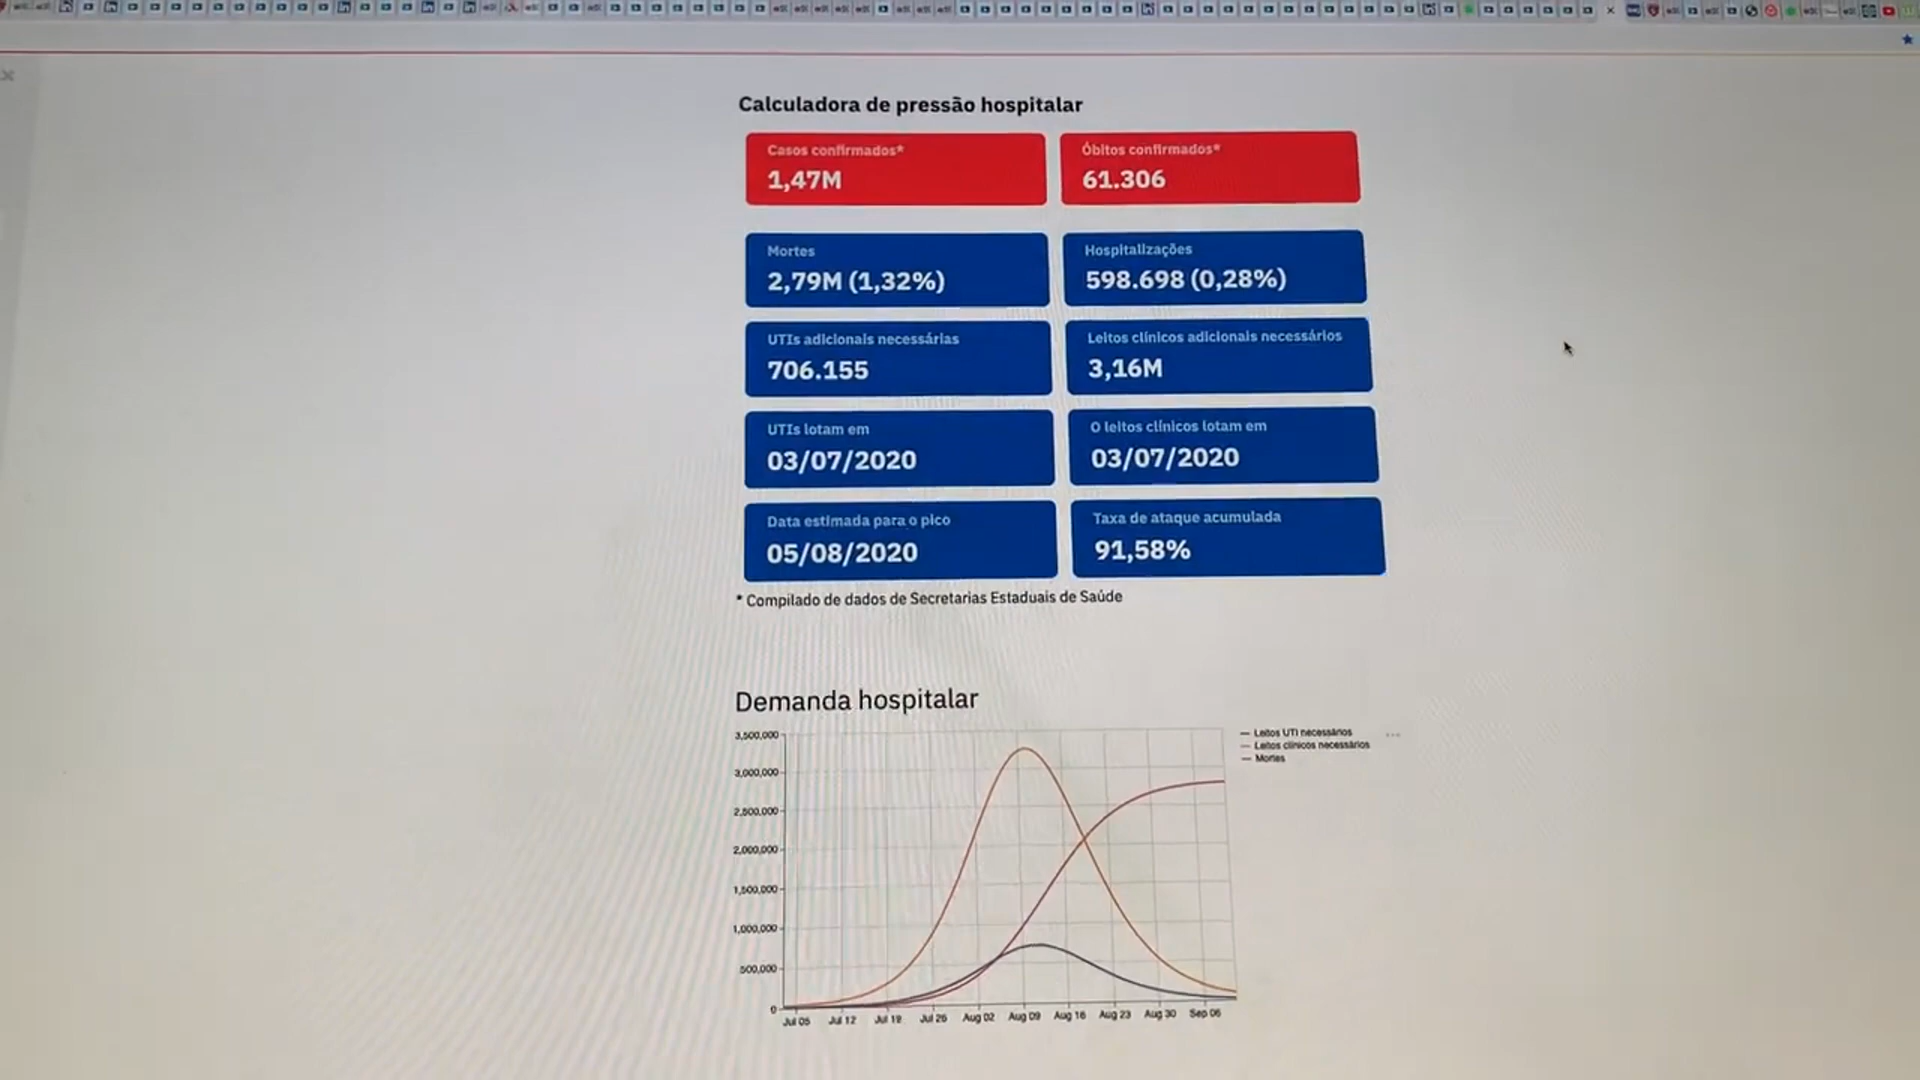 Calculadora de pressão hospitalar
Casos confirmados*
1,47M
Óbitos confirmados*
61.306
Mortes
2,79M (1,32%)
Hospitalizações
598.698 (0,28%)
UTIs adicionais necessárias
706.155
Leitos clínicos adicionais necessários
3,16M
UTIs lotam em
03/07/2020
O leitos clínicos lotam em
03/07/2020
Data estimada para o pico
05/08/2020
Taxa de ataque acumulada
91,58%
* Compilado de dados de Secretarias Estaduais de Saúde
Demanda hospitalar
3,500,000
3,000,000
2,500,000
2,000,000
1,500,000
1,000,000
500,000
0
Jul 05 Jul 12 Jul 19 Jul 26 Aug 02 Aug 09 Aug 16 Aug 23 Aug 30 Sep 06
Leitos UTI necessários
Leitos clínicos necessários
Mortes